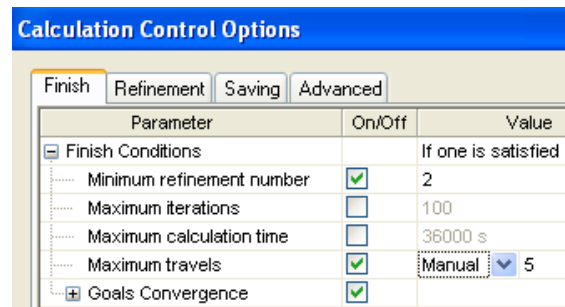 Calculation Control Options
Finish Refinement Saving Advanced
Parameter On/Off Value
Finish Conditions If one is satisfied
Minimum refinement number 2
Maximum iterations 100
Maximum calculation time 36000 s
Maximum travels Manual 5
Goals Convergence